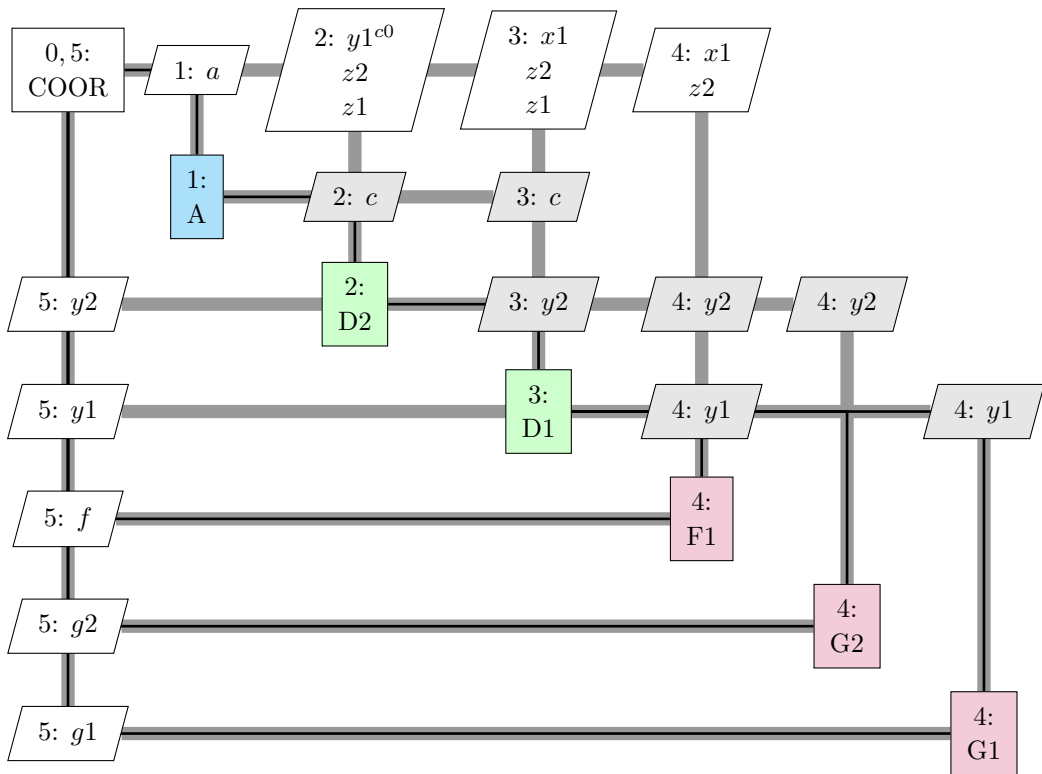 0, 5:
COOR
1: a
2: y1^{c0}
z2
z1
3: x1
z2
z1
4: x1
z2
1:
A
2: c
3: c
5: y2
2:
D2
3: y2
4: y2
4: y2
5: y1
3:
D1
4: y1
4: y1
5: f
4:
F1
5: g2
4:
G2
5: g1
4:
G1